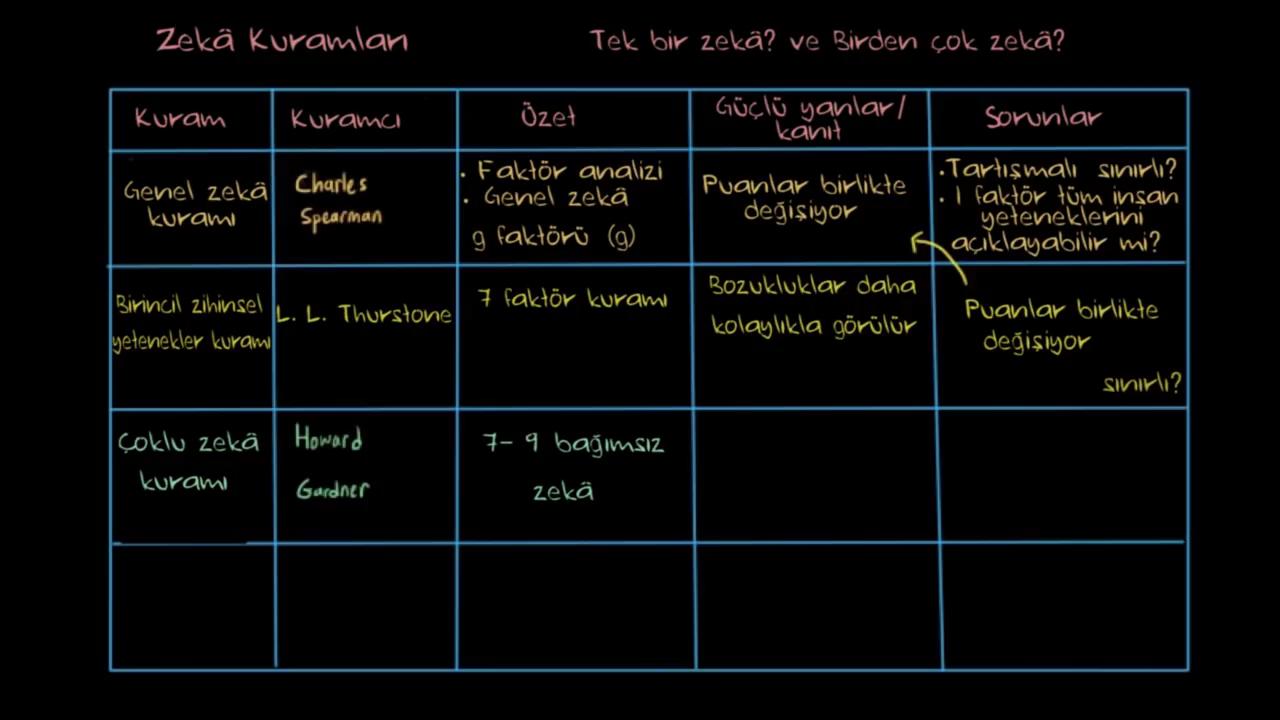 Zekâ Kuramları
Tek bir zekâ? ve Birden çok zekâ?
Kuram
Kuramcı
Özet
Güçlü yanlar/
kanıt
Sorunlar
Genel zekâ
kuramı
Charles
Spearman
· Faktör analizi
· Genel zekâ
g faktörü (g)
Puanlar birlikte
değişiyor
· Tartışmalı sınırlı?
· 1 faktör tüm insan
yeteneklerini
açıklayabilir mi?
Birincil zihinsel
yetenekler kuramı
L. L. Thurstone
7 faktör kuramı
Bozukluklar daha
kolaylıkla görülür
Puanlar birlikte
değişiyor
sınırlı?
Çoklu zekâ
kuramı
Howard
Gardner
7- 9 bağımsız
zekâ